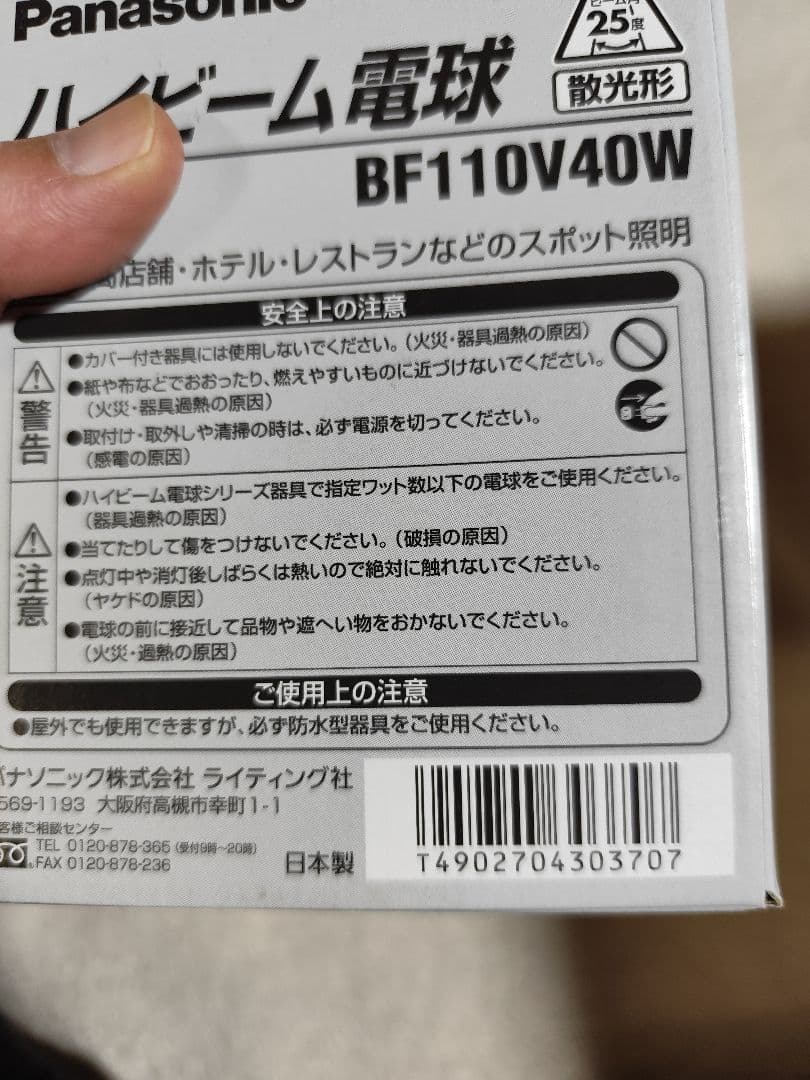 Panasonic
25度
ハイビーム電球
散光形
BF110V40W
店舗・ホテル・レストランなどのスポット照明
安全上の注意
警告
●カバー付き器具には使用しないでください。(火災・器具過熱の原因)
●紙や布などでおおったり、燃えやすいものに近づけないでください。
(火災・器具過熱の原因)
●取付け・取外しや清掃の時は、必ず電源を切ってください。
(感電の原因)
注意
●ハイビーム電球シリーズ器具で指定ワット数以下の電球をご使用ください。
(器具過熱の原因)
●当てたりして傷をつけないでください。(破損の原因)
●点灯中や消灯後しばらくは熱いので絶対に触れないでください。
(ヤケドの原因)
●電球の前に接近して品物や遮へい物をおかないでください。
(火災・過熱の原因)
ご使用上の注意
●屋外でも使用できますが、必ず防水型器具をご使用ください。
パナソニック株式会社 ライティング社
569-1193 大阪府高槻市幸町1-1
客様ご相談センター
TEL 0120-878-365 (受付9時~20時)
FAX 0120-878-236
日本製
T4902704303707